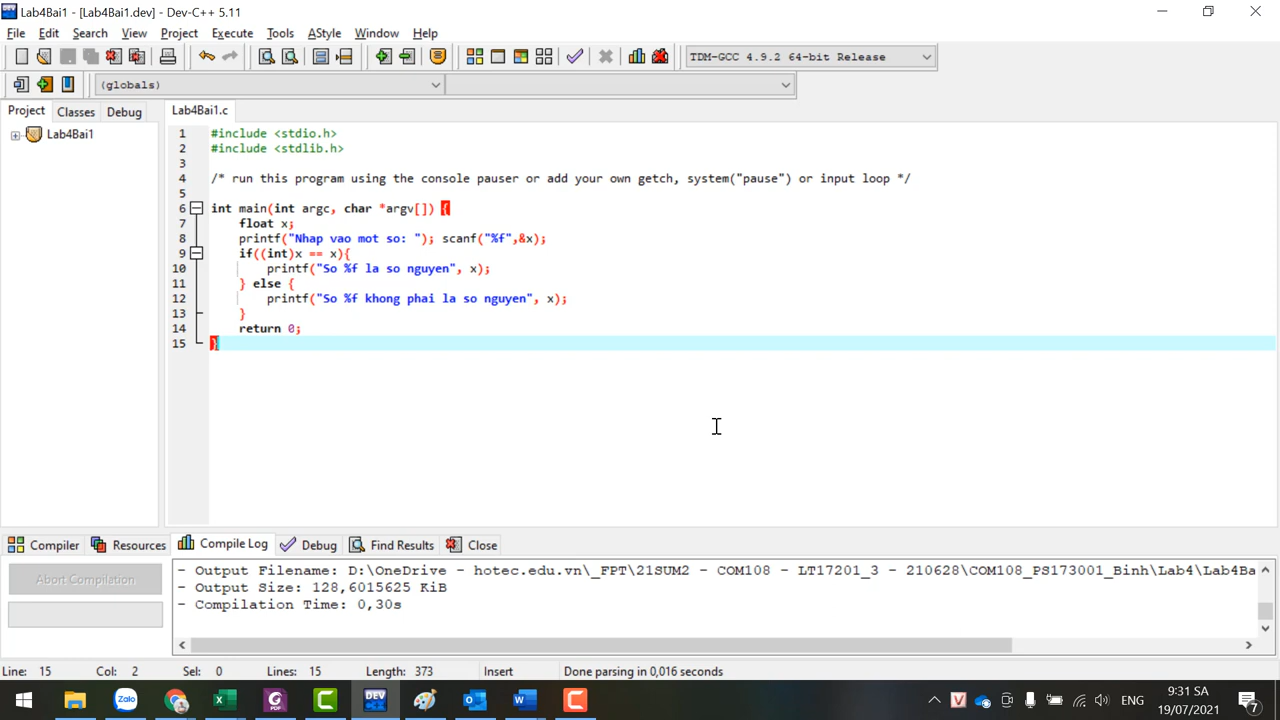 Lab4Bai1 - [Lab4Bai1.dev] - Dev-C++ 5.11
File Edit Search View Project Execute Tools AStyle Window Help
TDM-GCC 4.9.2 64-bit Release
(globals)
Project Classes Debug
Lab4Bai1.c
Lab4Bai1
1 #include <stdio.h>
2 #include <stdlib.h>
3
4 /* run this program using the console pauser or add your own getch, system("pause") or input loop */
5
6 int main(int argc, char *argv[]) {
7 float x;
8 printf("Nhap vao mot so: "); scanf("%f",&x);
9 if((int)x == x){
10 printf("So %f la so nguyen", x);
11 } else {
12 printf("So %f khong phai la so nguyen", x);
13 }
14 return 0;
15 }
Compiler Resources Compile Log Debug Find Results Close
Abort Compilation
- Output Filename: D:\OneDrive - hotec.edu.vn\_FPT\21SUM2 - COM108 - LT17201_3 - 210628\COM108_PS173001_Binh\Lab4\Lab4Ba
- Output Size: 128,6015625 KiB
- Compilation Time: 0,30s
Line: 15 Col: 2 Sel: 0 Lines: 15 Length: 373 Insert Done parsing in 0,016 seconds
Zalo
PDF
DEV
ENG
9:31 SA
19/07/2021
7